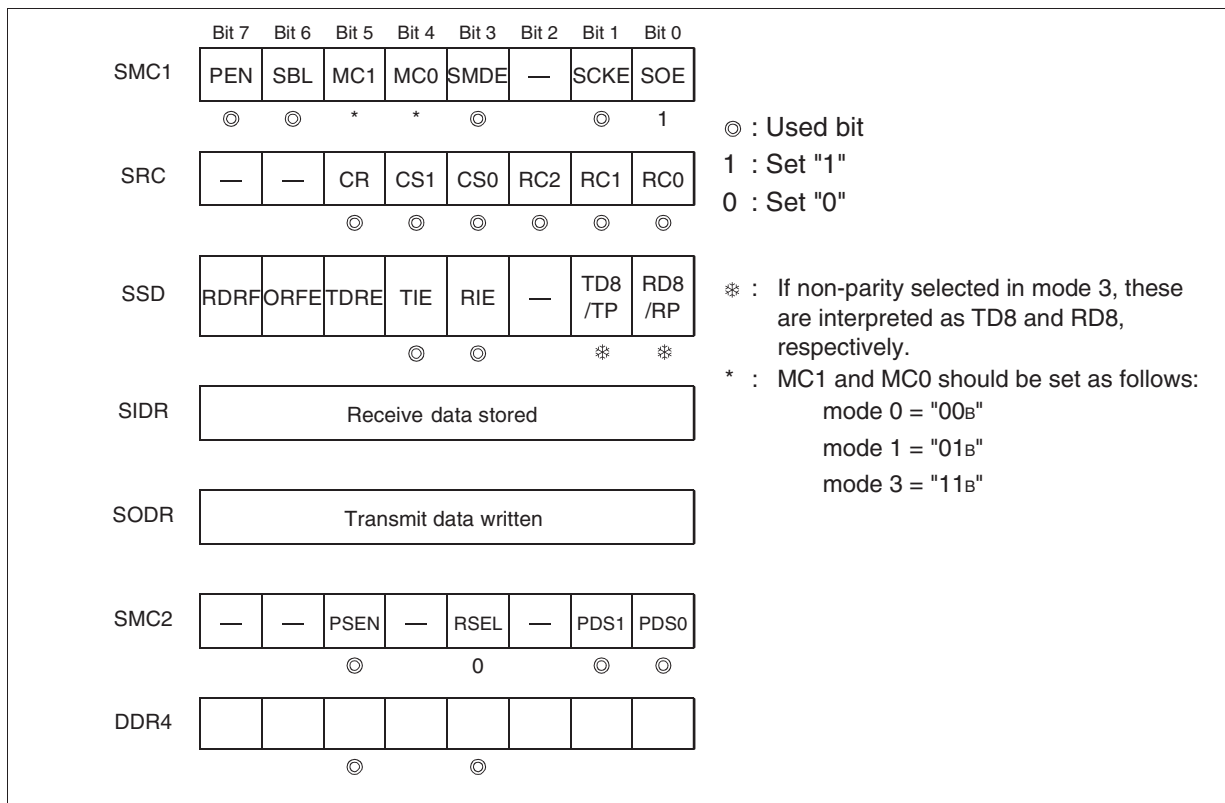 Bit 7 Bit 6 Bit 5 Bit 4 Bit 3 Bit 2 Bit 1 Bit 0
SMC1 PEN SBL MC1 MC0 SMDE — SCKE SOE
◎ ◎ * * ◎ ◎ 1
SRC — — CR CS1 CS0 RC2 RC1 RC0
◎ ◎ ◎ ◎ ◎ ◎
SSD RDRF ORFE TDRE TIE RIE — TD8 /TP RD8 /RP
◎ ◎ ❄ ❄
SIDR Receive data stored
SODR Transmit data written
SMC2 — — PSEN — RSEL — PDS1 PDS0
◎ 0 ◎ ◎
DDR4
◎ ◎
◎ : Used bit
1 : Set "1"
0 : Set "0"
❄ : If non-parity selected in mode 3, these
are interpreted as TD8 and RD8,
respectively.
* : MC1 and MC0 should be set as follows:
mode 0 = "00B"
mode 1 = "01B"
mode 3 = "11B"